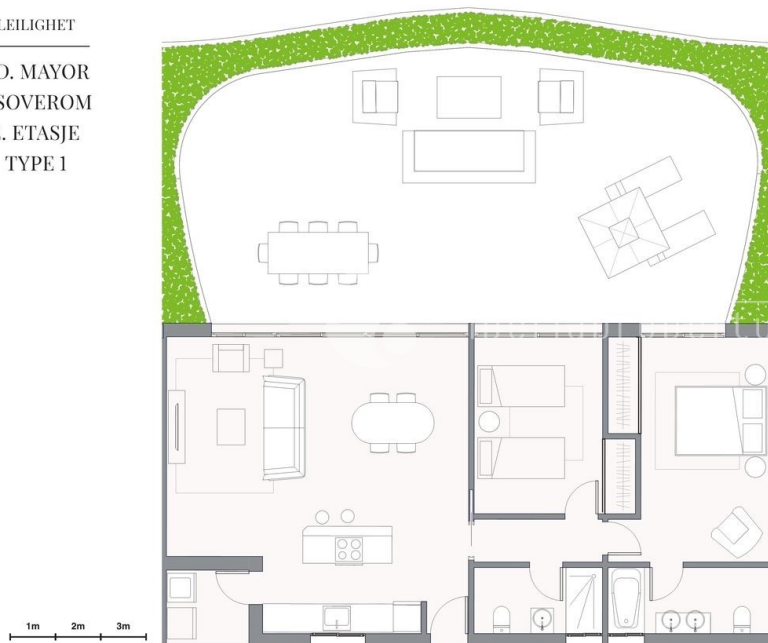 LEILIGHET
O. MAYOR
SOVEROM
. ETASJE
TYPE 1
1m 2m 3m